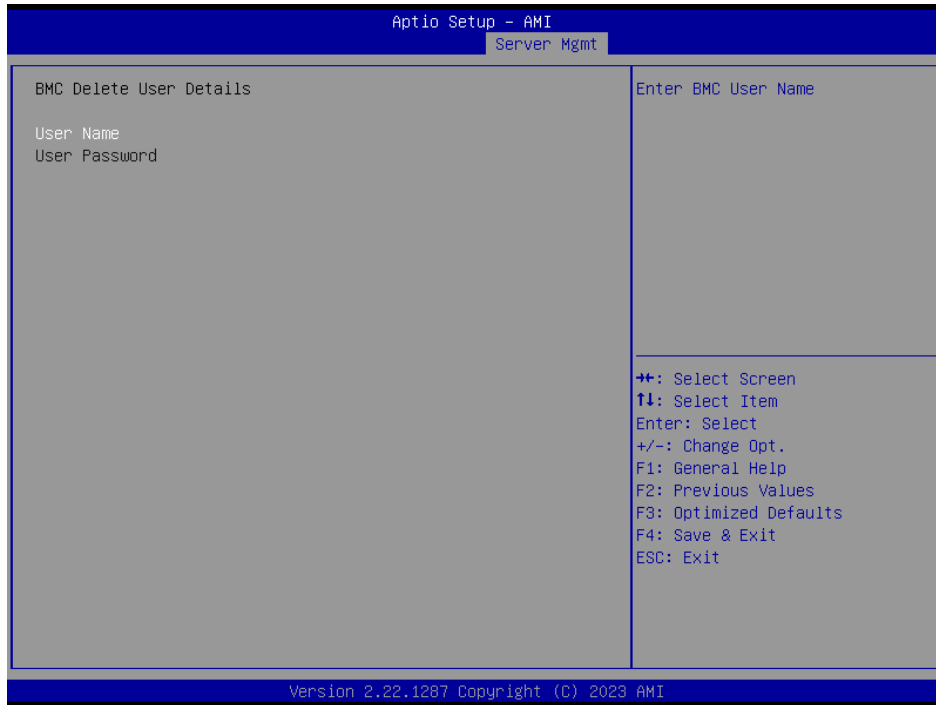 Aptio Setup – AMI
Server Mgmt
BMC Delete User Details
User Name
User Password
Enter BMC User Name
→←: Select Screen
↑↓: Select Item
Enter: Select
+/-: Change Opt.
F1: General Help
F2: Previous Values
F3: Optimized Defaults
F4: Save & Exit
ESC: Exit
Version 2.22.1287 Copyright (C) 2023 AMI